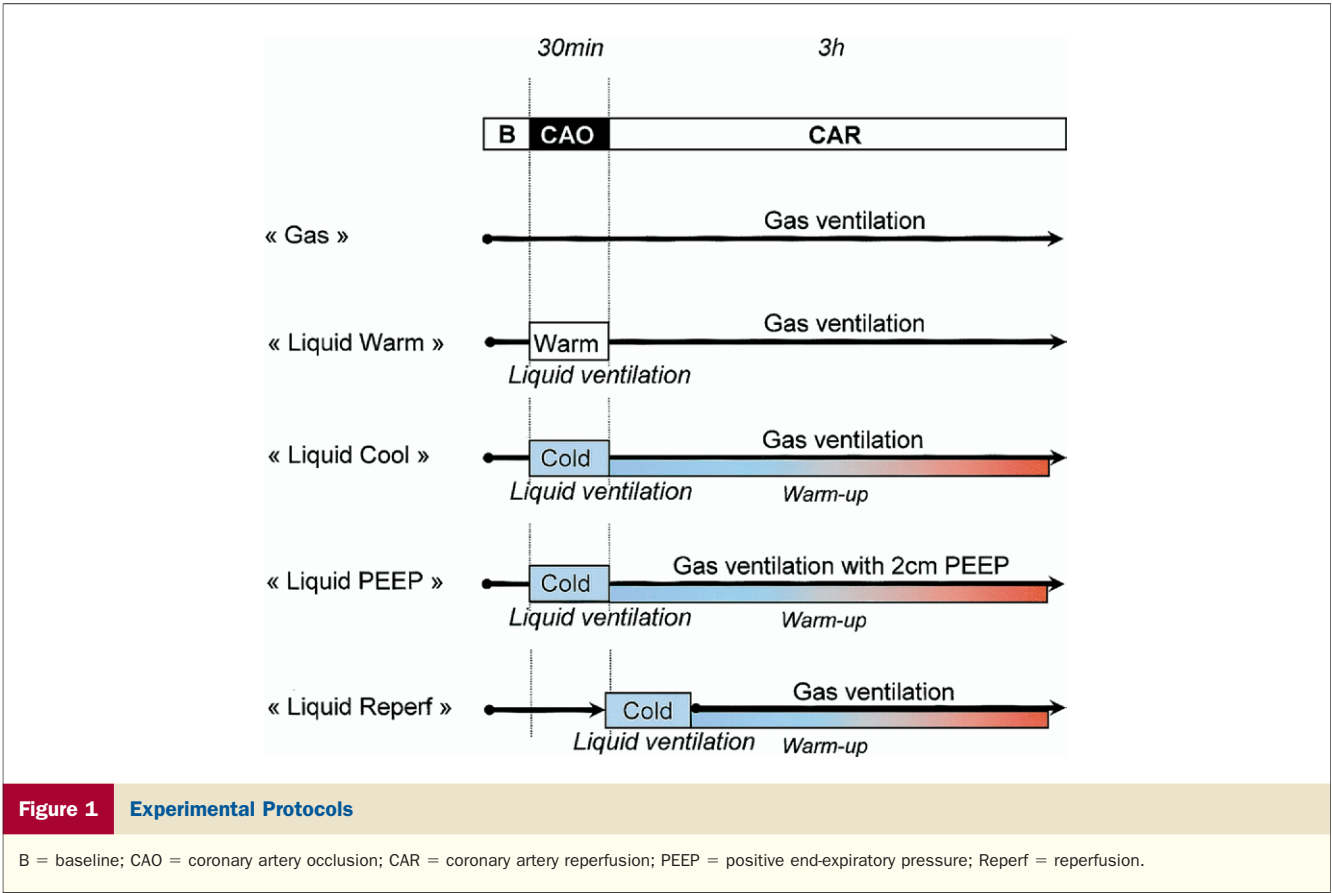 30min 3h
B CAO CAR
« Gas » Gas ventilation
« Liquid Warm » Warm Gas ventilation
Liquid ventilation
« Liquid Cool » Cold Gas ventilation
Liquid ventilation Warm-up
« Liquid PEEP » Cold Gas ventilation with 2cm PEEP
Liquid ventilation Warm-up
« Liquid Reperf » Cold Gas ventilation
Liquid ventilation Warm-up
Figure 1 Experimental Protocols
B = baseline; CAO = coronary artery occlusion; CAR = coronary artery reperfusion; PEEP = positive end-expiratory pressure; Reperf = reperfusion.